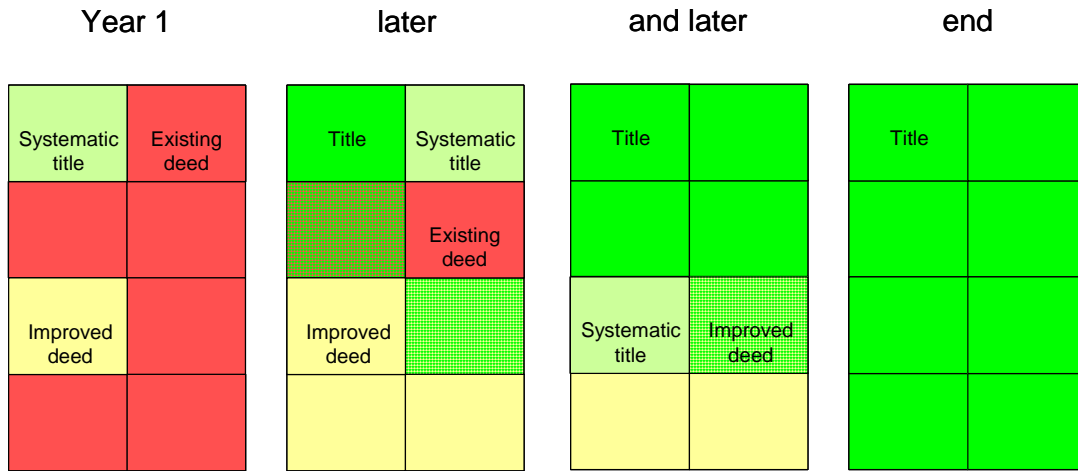 Year 1
later
and later
end
Systematic
title
Existing
deed
Improved
deed
Title
Systematic
title
Existing
deed
Improved
deed
Title
Systematic
title
Improved
deed
Title